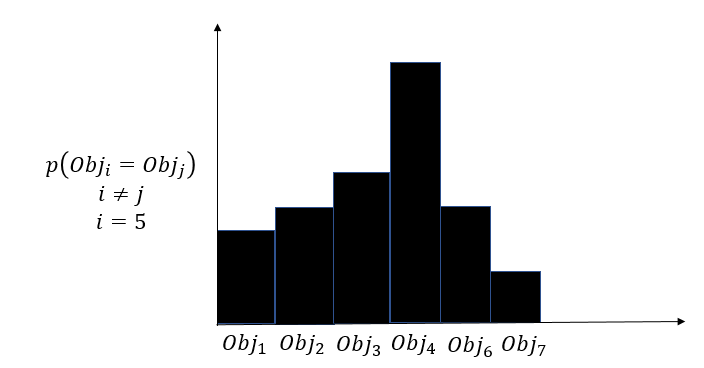 p(Obj_i = Obj_j)
i ≠ j
i = 5
Obj_1 Obj_2 Obj_3 Obj_4 Obj_6 Obj_7